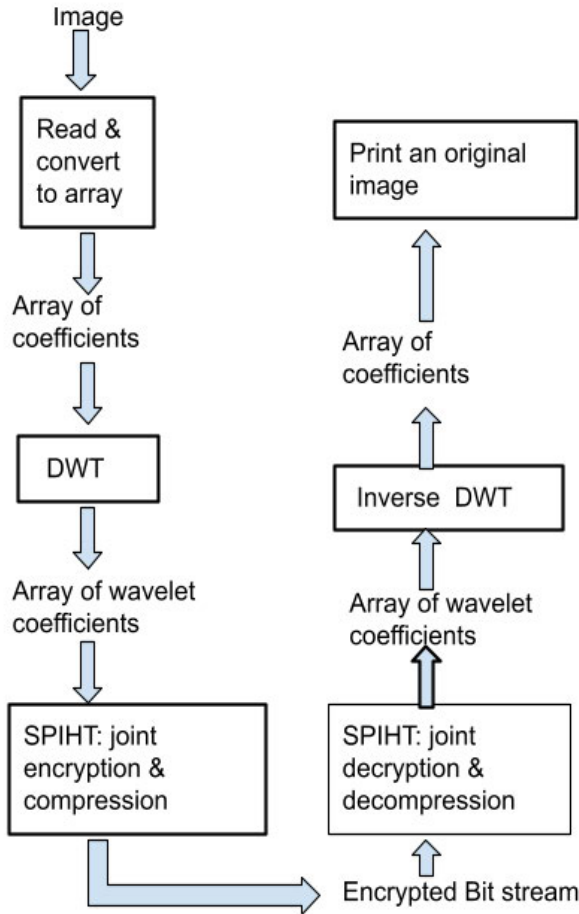 Image
Read &
convert
to array
Array of
coefficients
DWT
Array of wavelet
coefficients
SPIHT: joint
encryption &
compression
Encrypted Bit stream
SPIHT: joint
decryption &
decompression
Array of wavelet
coefficients
Inverse DWT
Array of
coefficients
Print an original
image